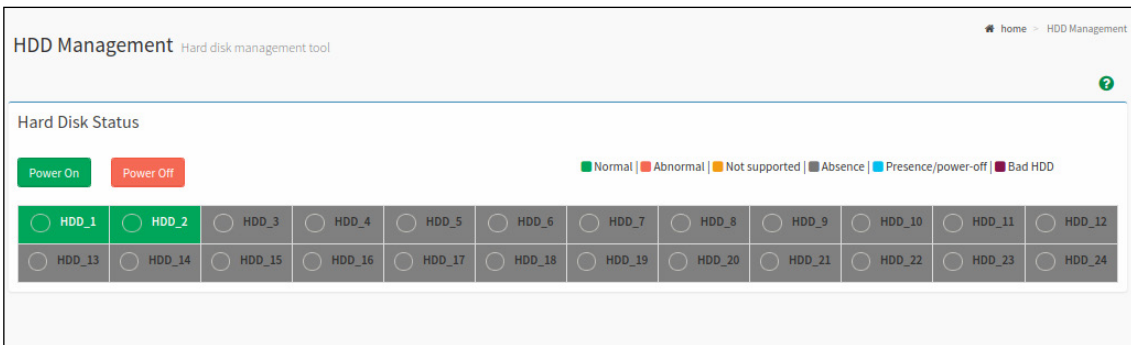 home > HDD Management
HDD Management Hard disk management tool
?
Hard Disk Status
Power On Power Off
Normal | Abnormal | Not supported | Absence | Presence/power-off | Bad HDD
HDD_1 HDD_2 HDD_3 HDD_4 HDD_5 HDD_6 HDD_7 HDD_8 HDD_9 HDD_10 HDD_11 HDD_12
HDD_13 HDD_14 HDD_15 HDD_16 HDD_17 HDD_18 HDD_19 HDD_20 HDD_21 HDD_22 HDD_23 HDD_24